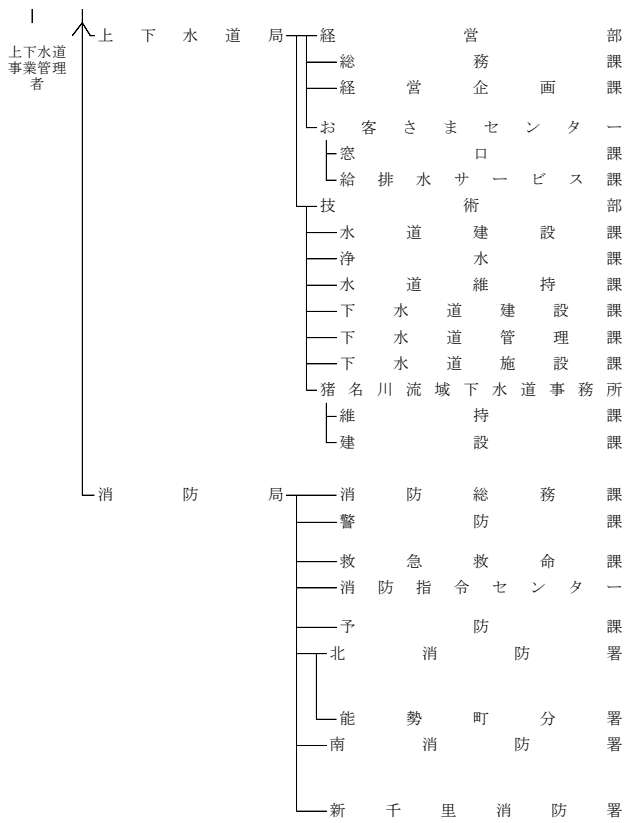 上下水道
事業管理
者
上下水道局
経営部
総務課
経営企画課
お客さまセンター
窓口課
給排水サービス課
技術部
水道建設課
浄水課
水道維持課
下水道建設課
下水道管理課
下水道施設課
猪名川流域下水道事務所
維持課
建設課
消防局
消防総務課
警防課
救急救命課
消防指令センター
予防課
北消防署
能勢町分署
南消防署
新千里消防署